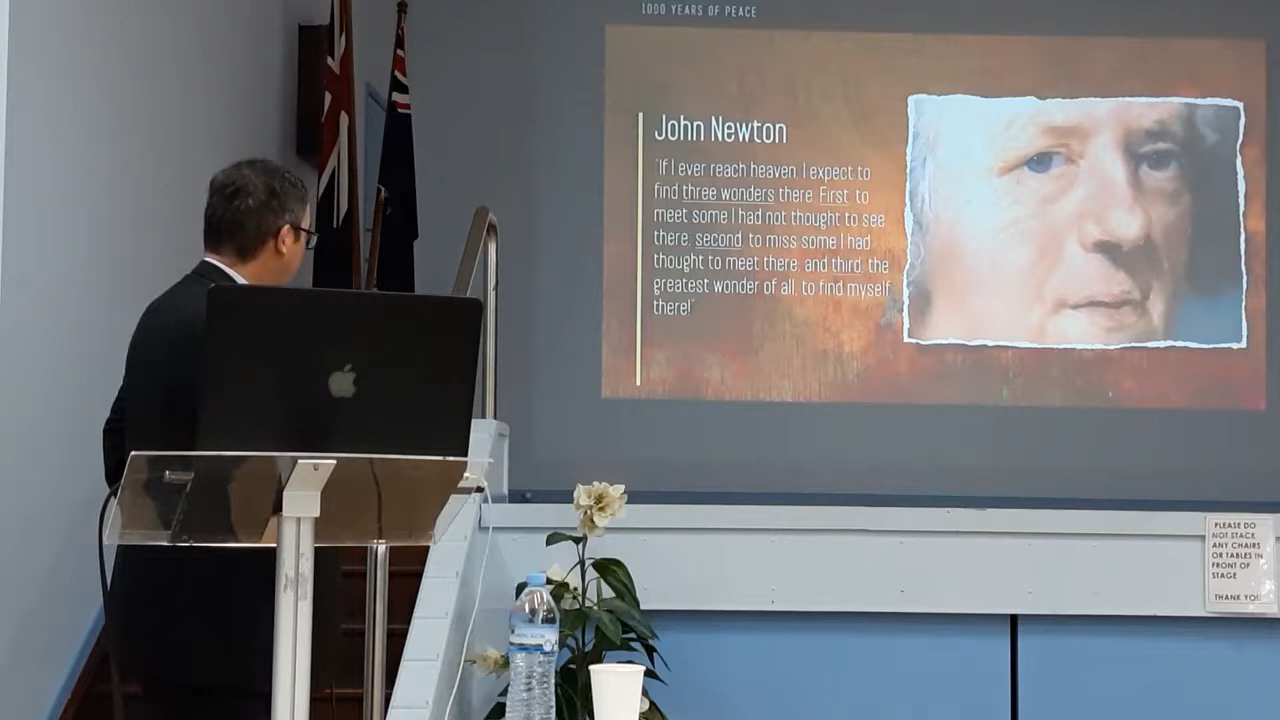 1000 YEARS OF PEACE
John Newton
"If I ever reach heaven, I expect to
find three wonders there. First, to
meet some I had not thought to see
there, second, to miss some I had
thought to meet there, and third, the
greatest wonder of all, to find myself
there!"
PLEASE DO
NOT STACK
ANY CHAIRS
OR TABLES IN
FRONT OF
STAGE
THANK YOU